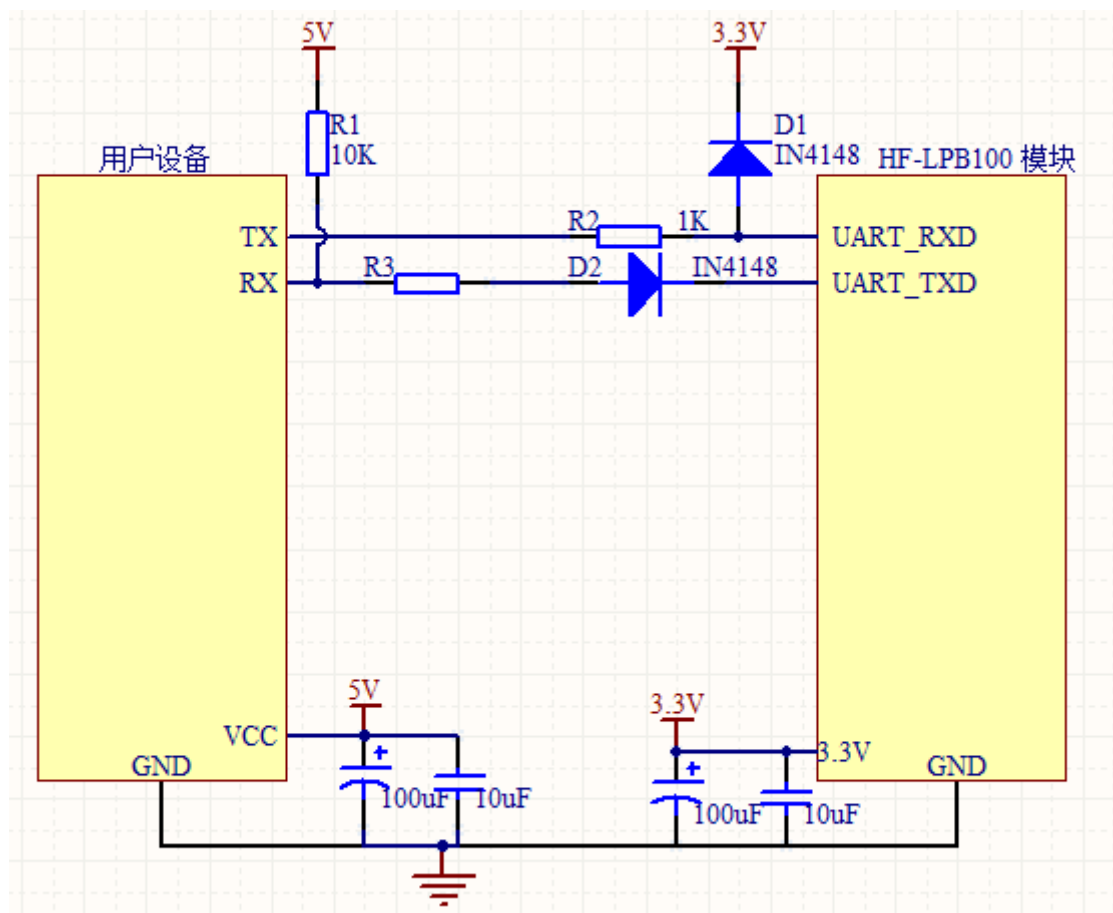 5V
3.3V
R1
10K
D1
IN4148
用户设备
HF-LPB100 模块
TX
R2
1K
UART_RXD
RX
R3
D2
IN4148
UART_TXD
5V
3.3V
VCC
3.3V
GND
GND
100uF
10uF
100uF
10uF